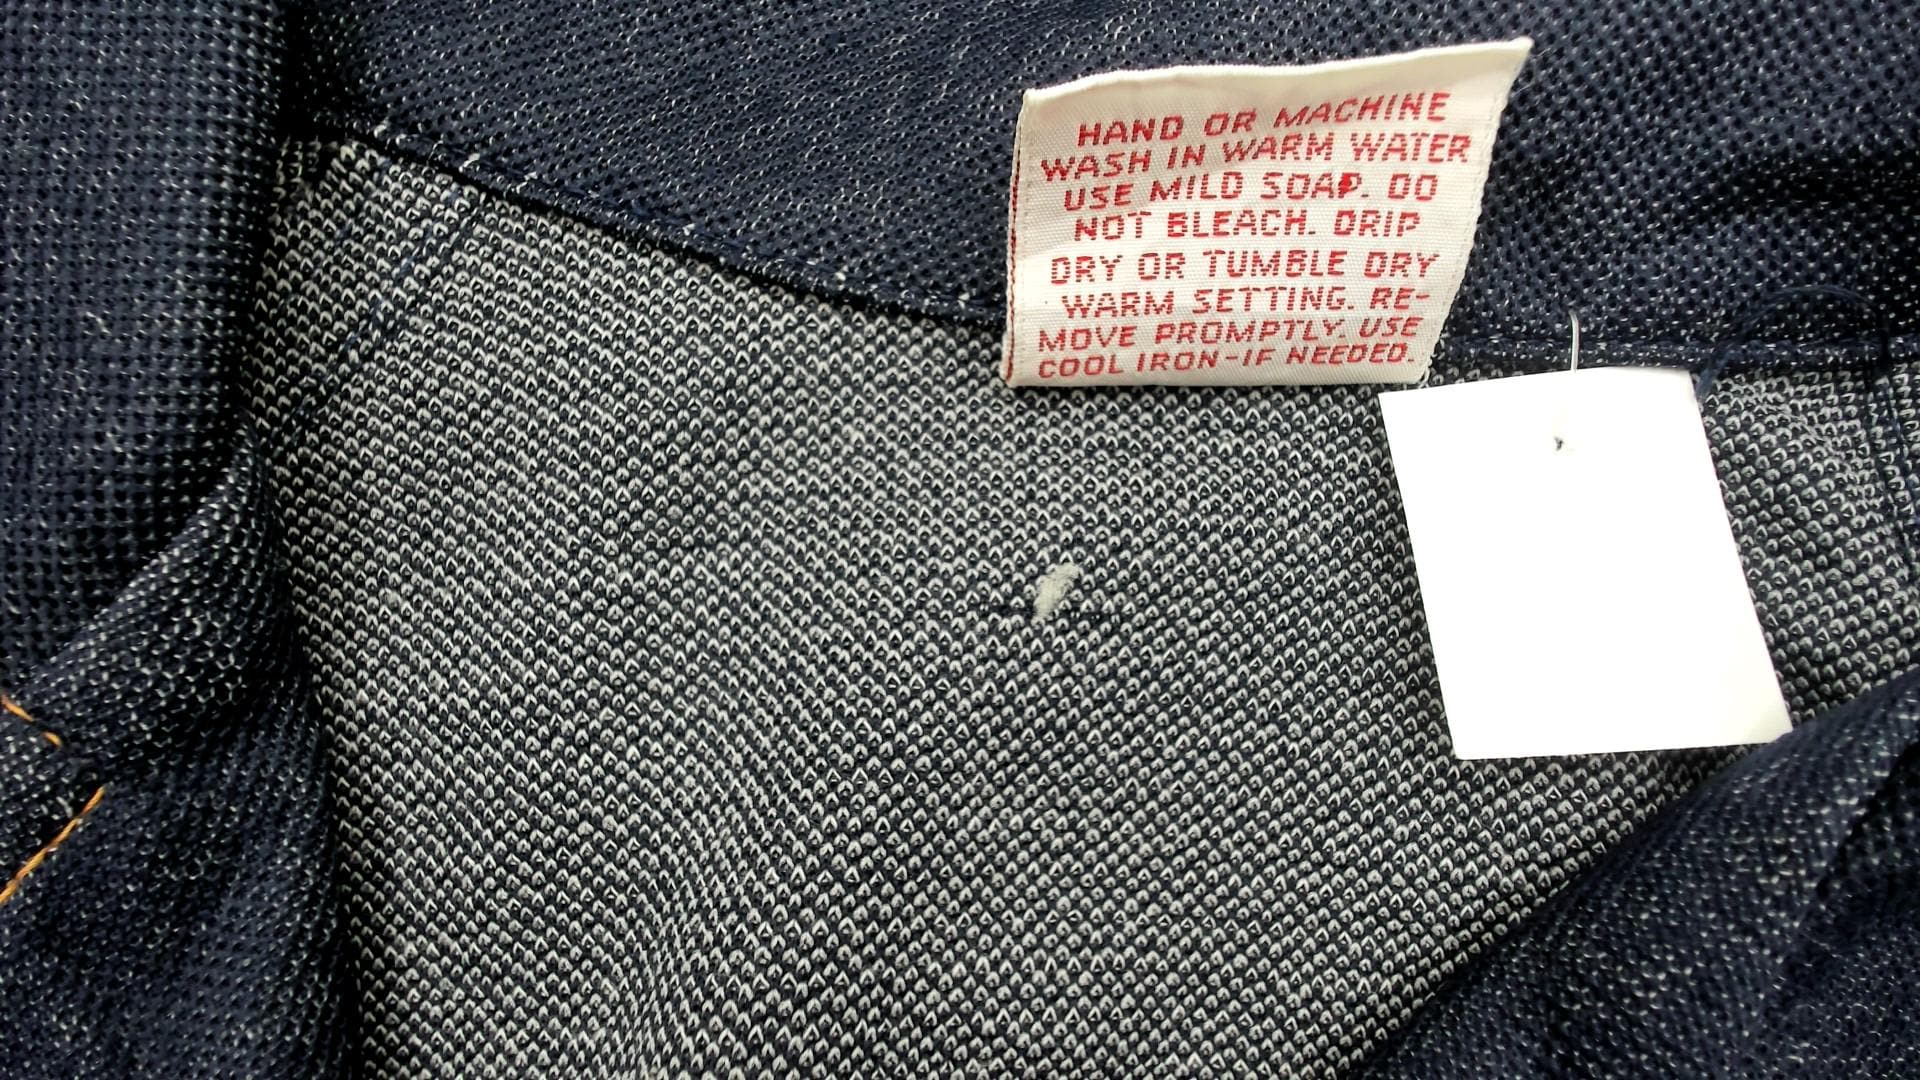 HAND OR MACHINE
WASH IN WARM WATER
USE MILD SOAP. DO
NOT BLEACH. DRIP
DRY OR TUMBLE DRY
WARM SETTING. RE-
MOVE PROMPTLY. USE
COOL IRON-IF NEEDED.